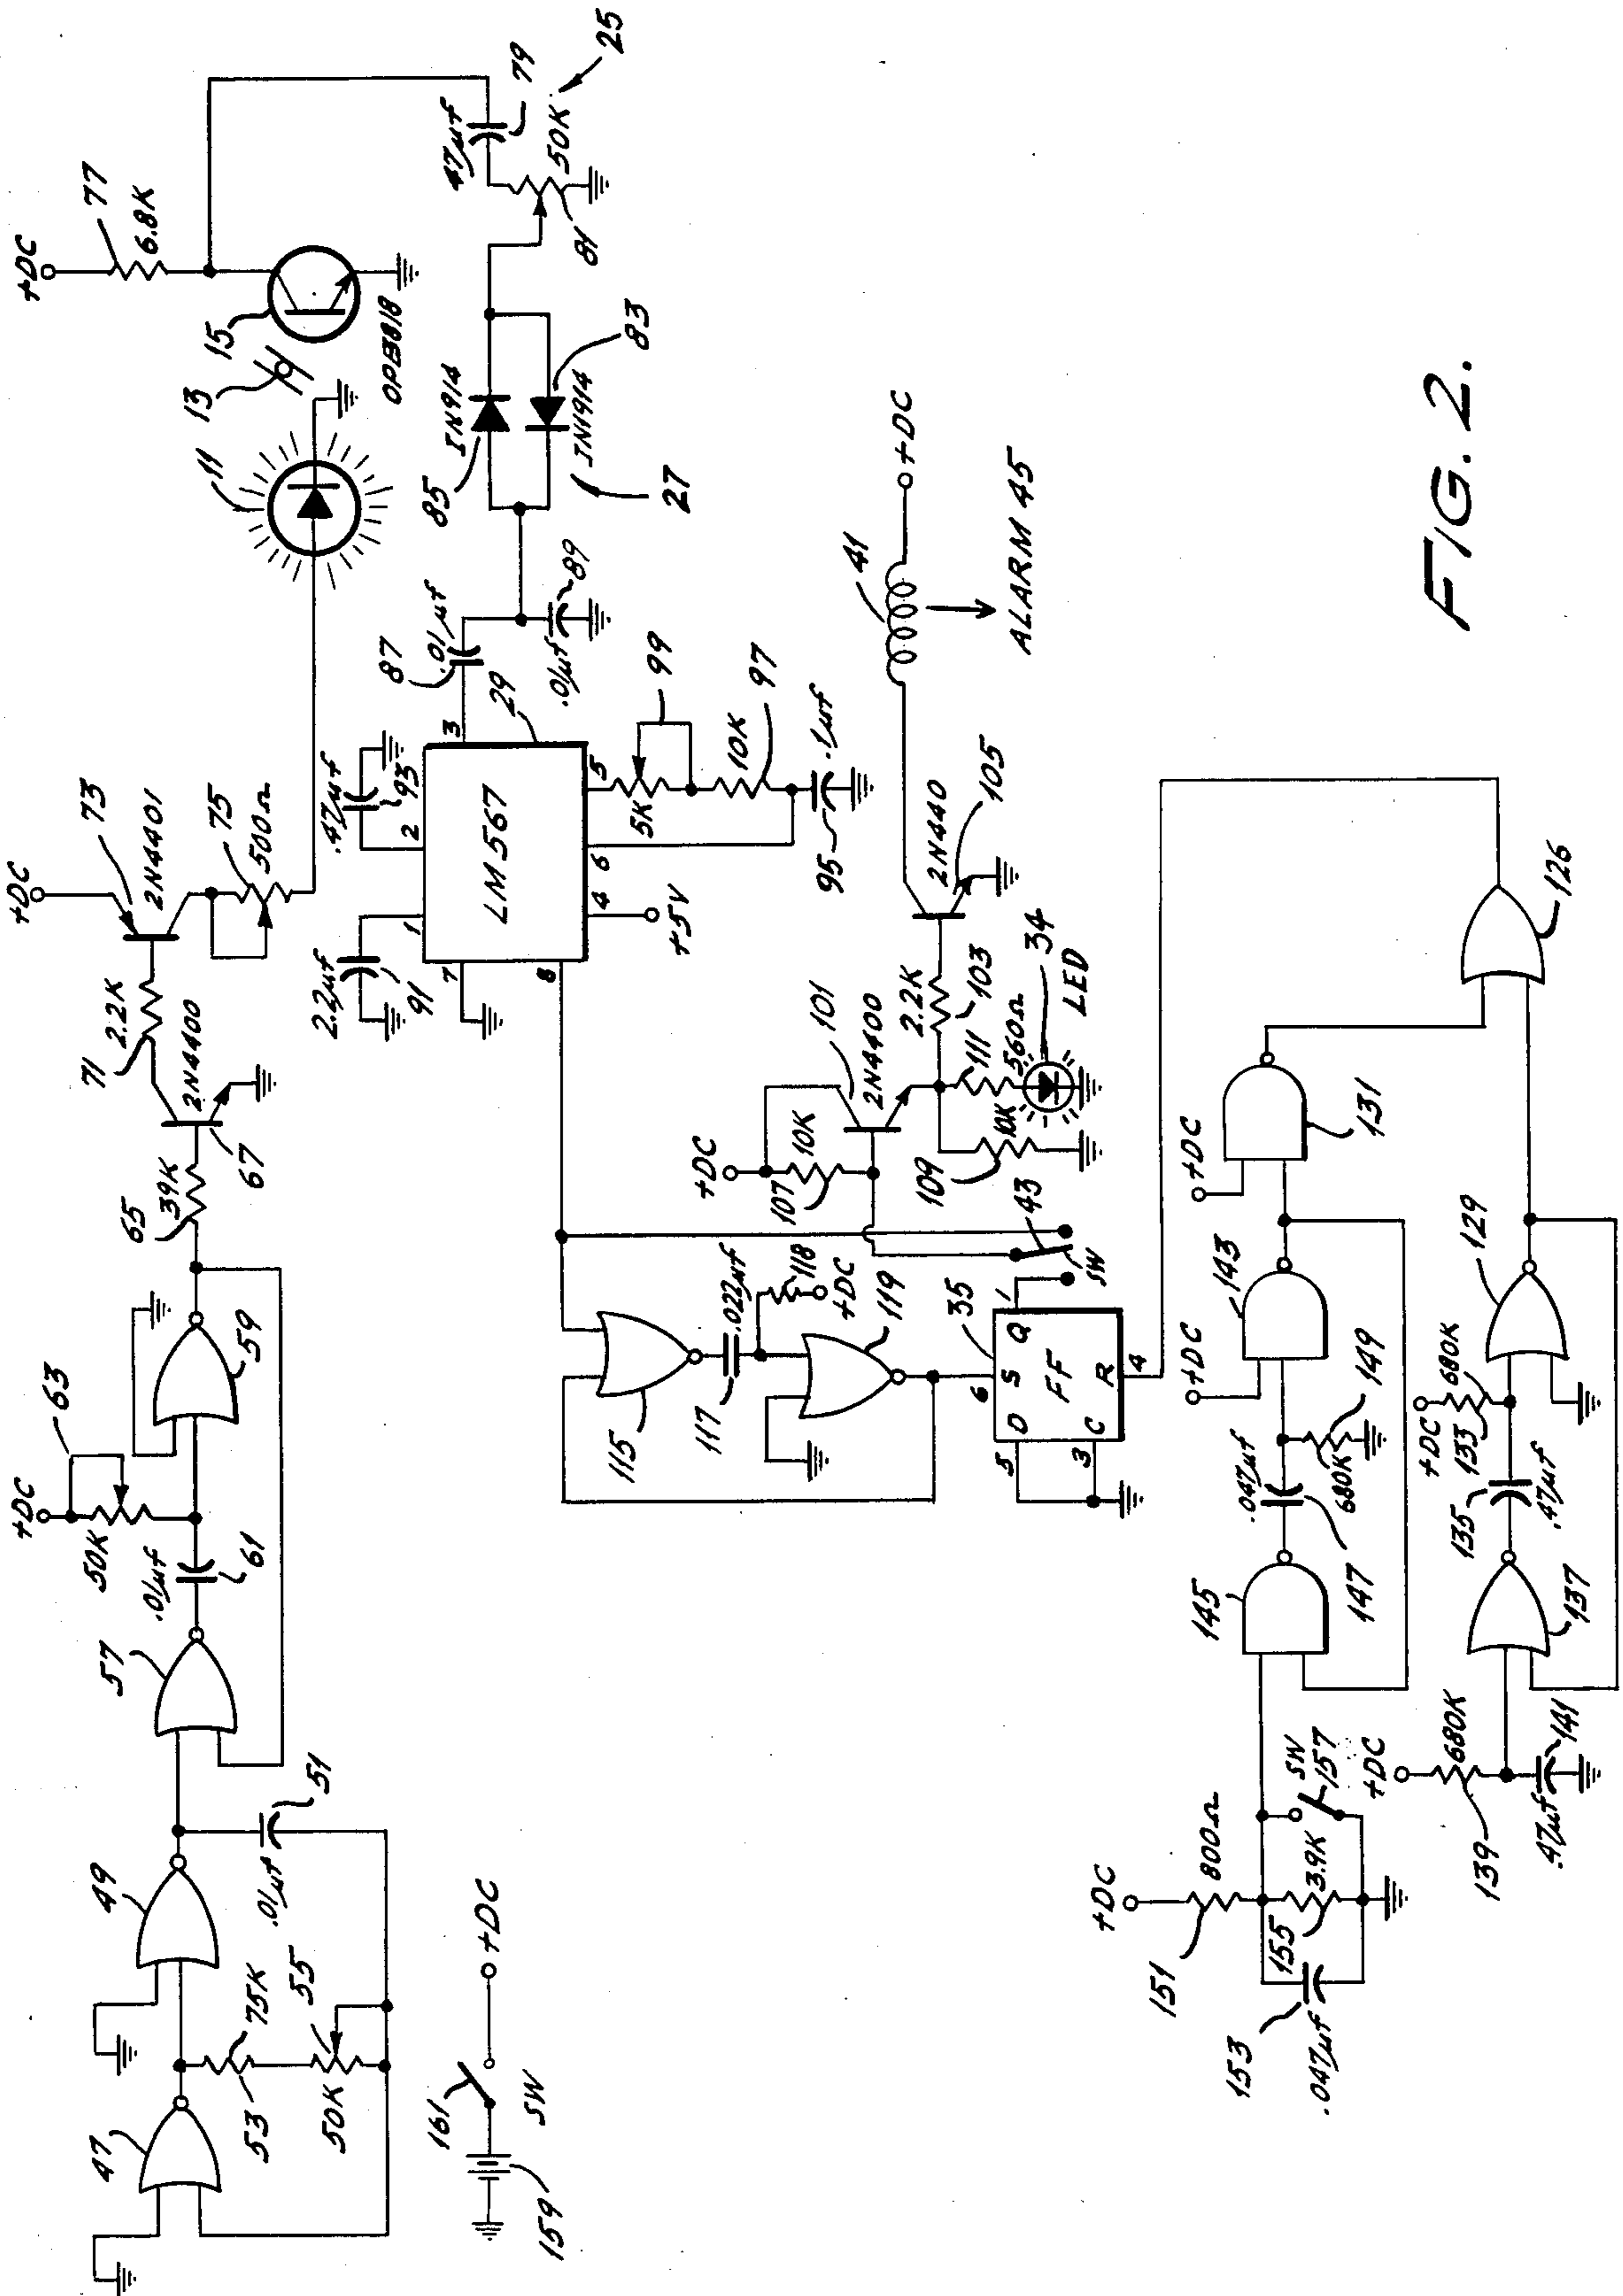 +DC
77
6.8K
15
OPB818
13
11
47µf
79
50K
81
25
1N914
85
83
1N914
27
+DC
73
2N4401
75
500Ω
71
2.2K
2N4400
67
65
39K
59
63
+DC
50K
.01µf
61
57
49
51
.01µf
47
53
75K
55
50K
161
+DC
SW
159
87
.01µf
89
.01µf
29
LM567
1
2
3
4
5
6
7
8
.47µf
93
2.2µf
91
+5V
5K
99
10K
97
95
.1µf
41
+DC
ALARM 45
2N440
105
101
2N4400
2.2K
103
34
LED
111
560Ω
10K
109
+DC
107
10K
43
SW
115
117
.022µf
118
+DC
119
35
1
Q
6
S
FF
D
5
C
3
R
4
126
131
+DC
143
+DC
149
680K
147
.047µf
145
129
+DC
133
680K
135
.47µf
137
139
680K
+DC
141
.47µf
SW
157
3.9K
155
800Ω
+DC
151
153
.047µf
FIG. 2.